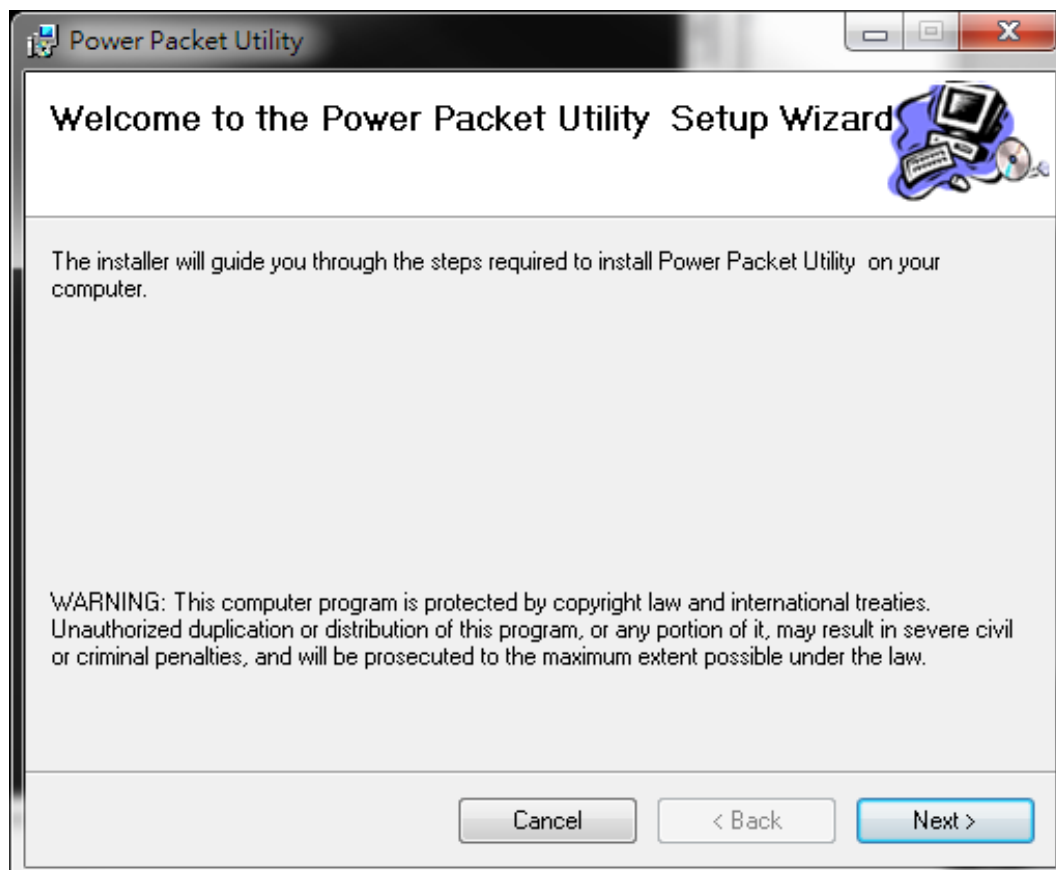 Power Packet Utility
Welcome to the Power Packet Utility  Setup Wizard
The installer will guide you through the steps required to install Power Packet Utility  on your
computer.
WARNING: This computer program is protected by copyright law and international treaties.
Unauthorized duplication or distribution of this program, or any portion of it, may result in severe civil
or criminal penalties, and will be prosecuted to the maximum extent possible under the law.
Cancel
< Back
Next >